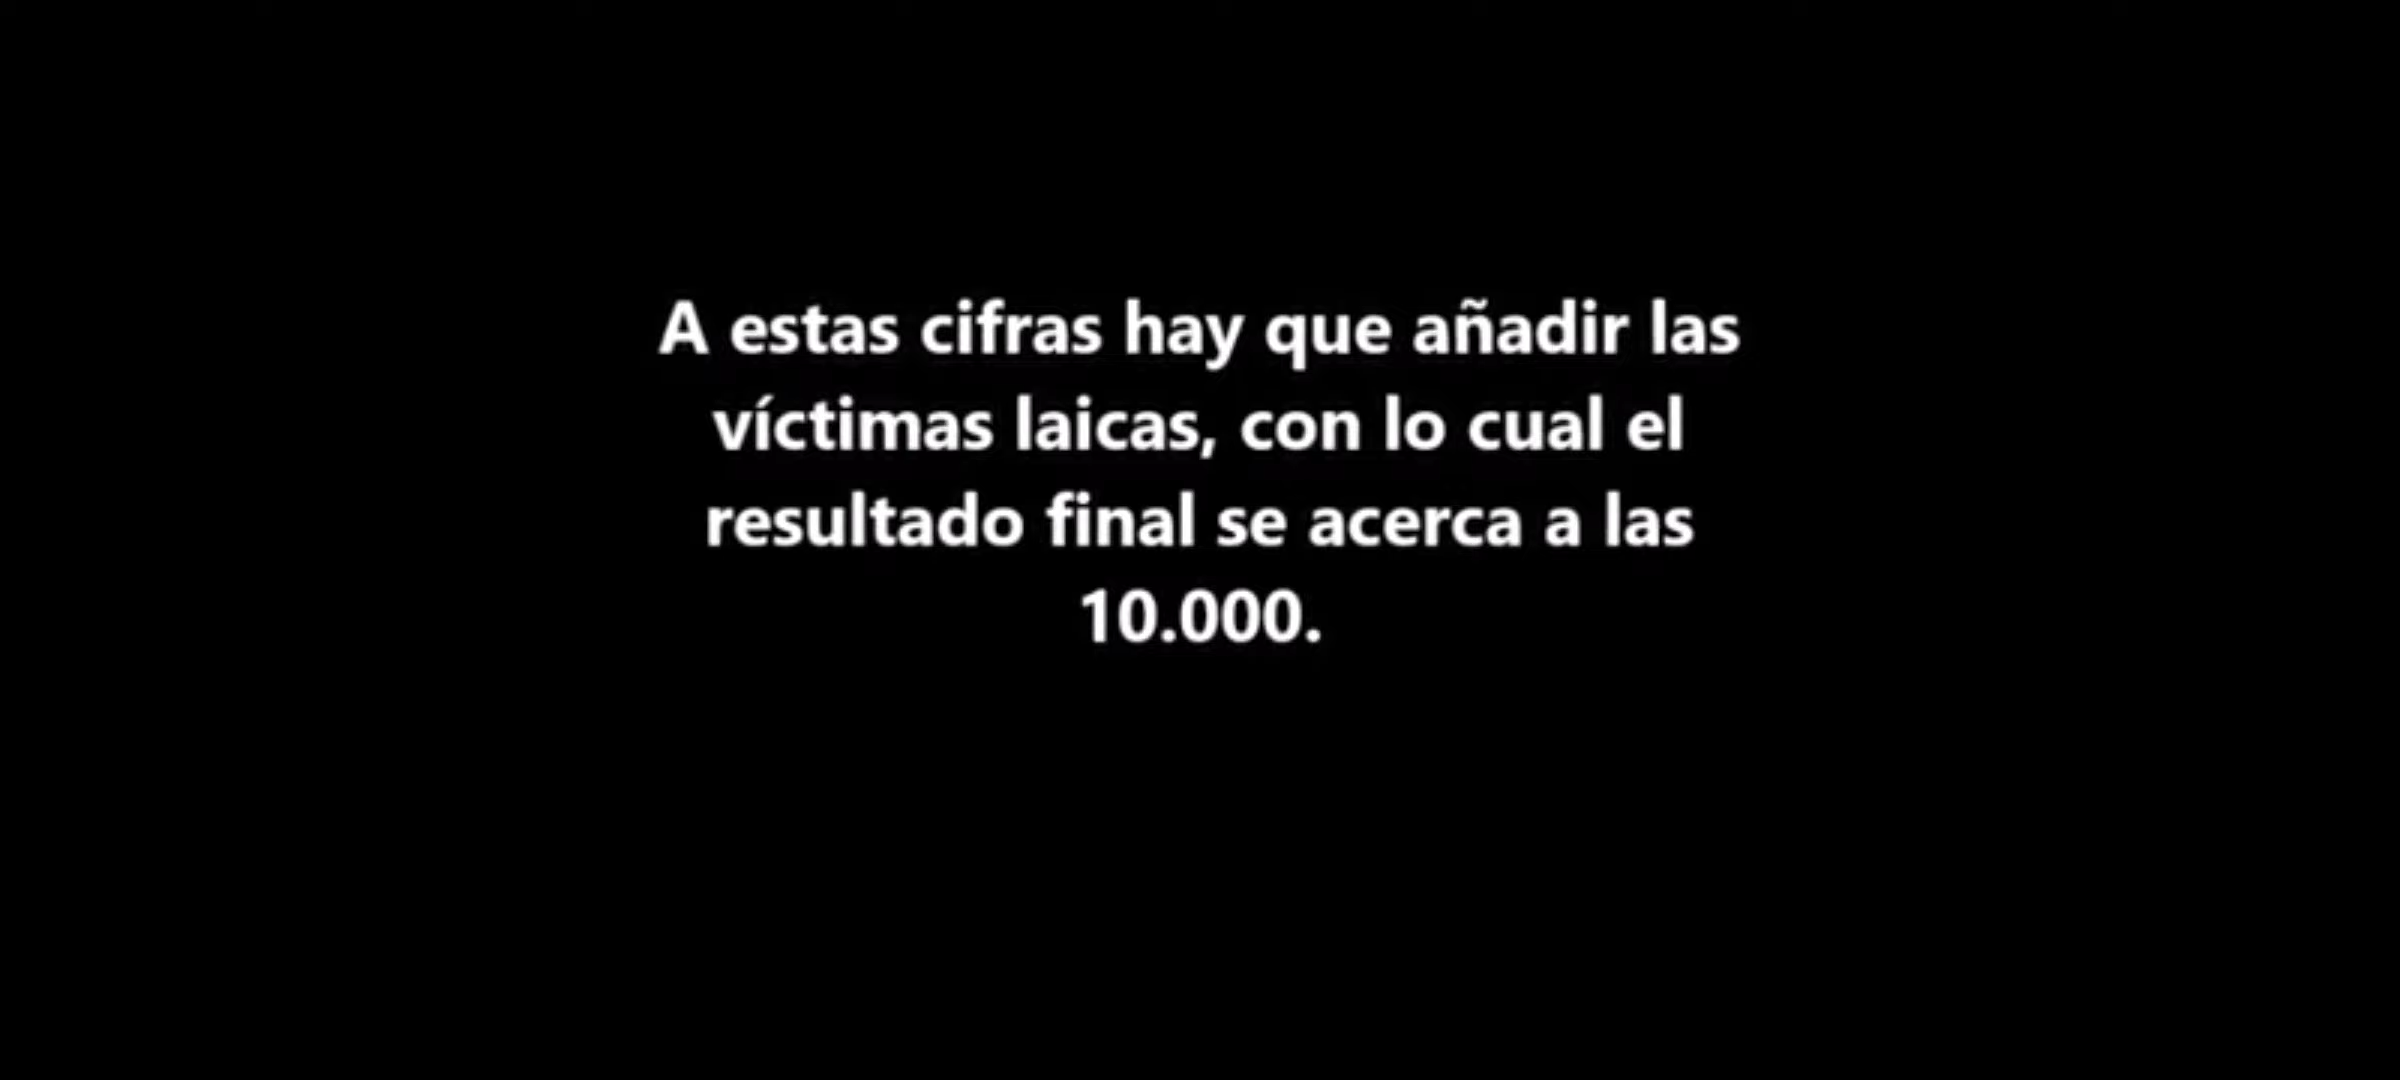 A estas cifras hay que añadir las
víctimas laicas, con lo cual el
resultado final se acerca a las
10.000.